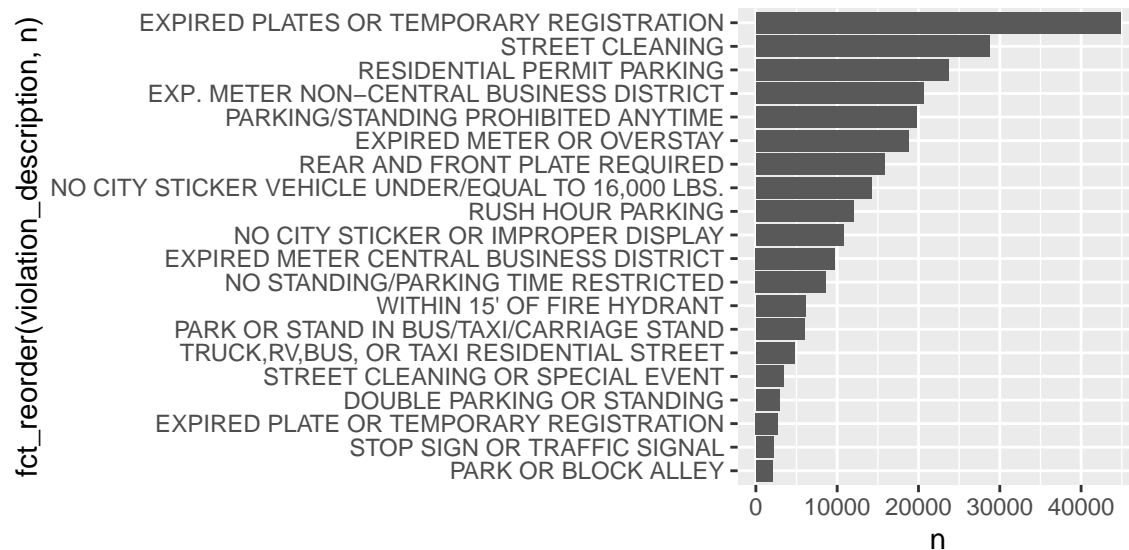 fct_reorder(violation_description, n)
EXPIRED PLATES OR TEMPORARY REGISTRATION
STREET CLEANING
RESIDENTIAL PERMIT PARKING
EXP. METER NON−CENTRAL BUSINESS DISTRICT
PARKING/STANDING PROHIBITED ANYTIME
EXPIRED METER OR OVERSTAY
REAR AND FRONT PLATE REQUIRED
NO CITY STICKER VEHICLE UNDER/EQUAL TO 16,000 LBS.
RUSH HOUR PARKING
NO CITY STICKER OR IMPROPER DISPLAY
EXPIRED METER CENTRAL BUSINESS DISTRICT
NO STANDING/PARKING TIME RESTRICTED
WITHIN 15' OF FIRE HYDRANT
PARK OR STAND IN BUS/TAXI/CARRIAGE STAND
TRUCK,RV,BUS, OR TAXI RESIDENTIAL STREET
STREET CLEANING OR SPECIAL EVENT
DOUBLE PARKING OR STANDING
EXPIRED PLATE OR TEMPORARY REGISTRATION
STOP SIGN OR TRAFFIC SIGNAL
PARK OR BLOCK ALLEY
0 10000 20000 30000 40000
n